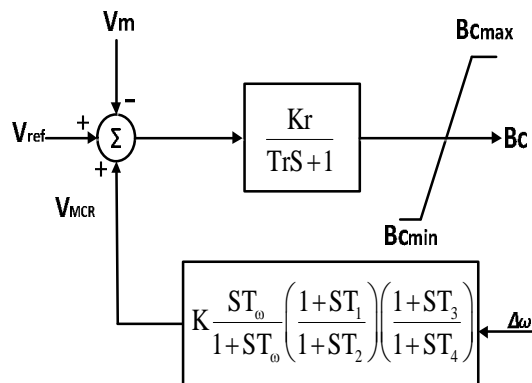 Vm
Bcmax
+
-
Vref
Σ
Kr
TrS+1
Bc
+
VMCR
Bcmin
K STω/1+STω (1+ST1/1+ST2)(1+ST3/1+ST4)
Δω